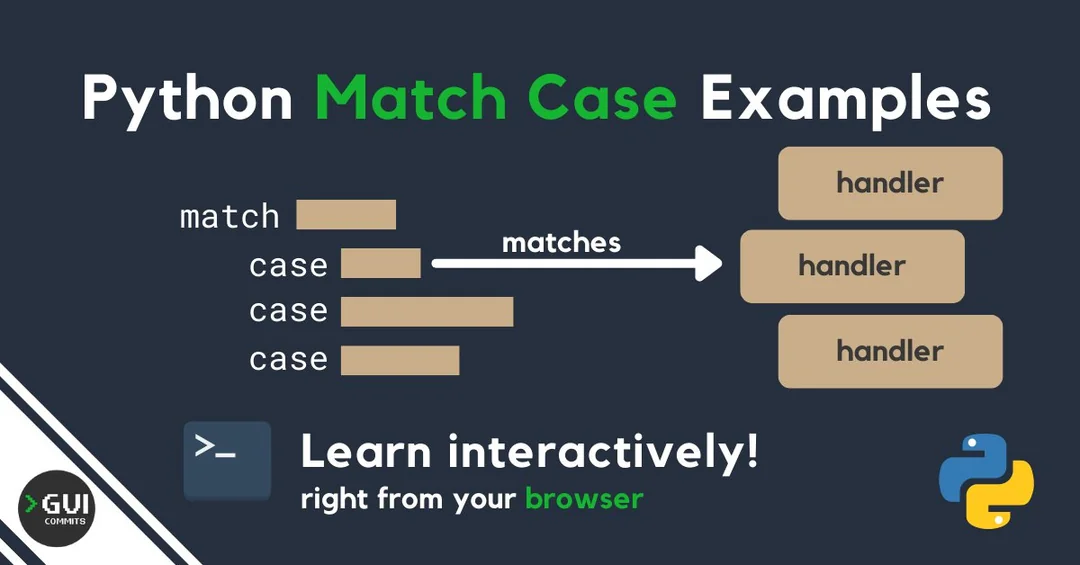 Python Match Case Examples
match
case
case
case
matches
handler
handler
handler
>_
Learn interactively!
right from your browser
>GUI
COMMITS